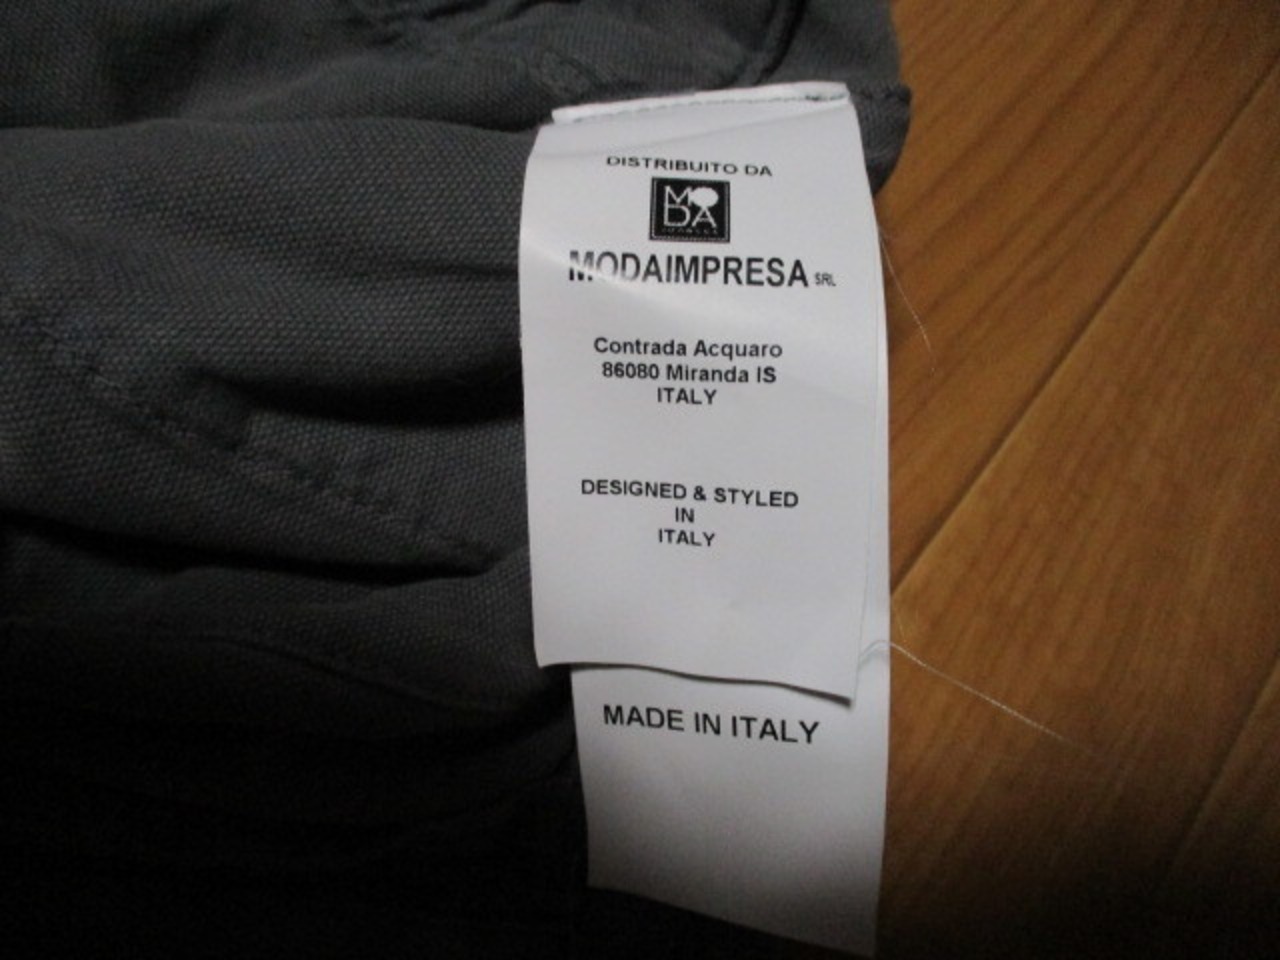 DISTRIBUITO DA
MODA
MODAIMPRESA SRL
Contrada Acquaro
86080 Miranda IS
ITALY
DESIGNED & STYLED
IN
ITALY
MADE IN ITALY